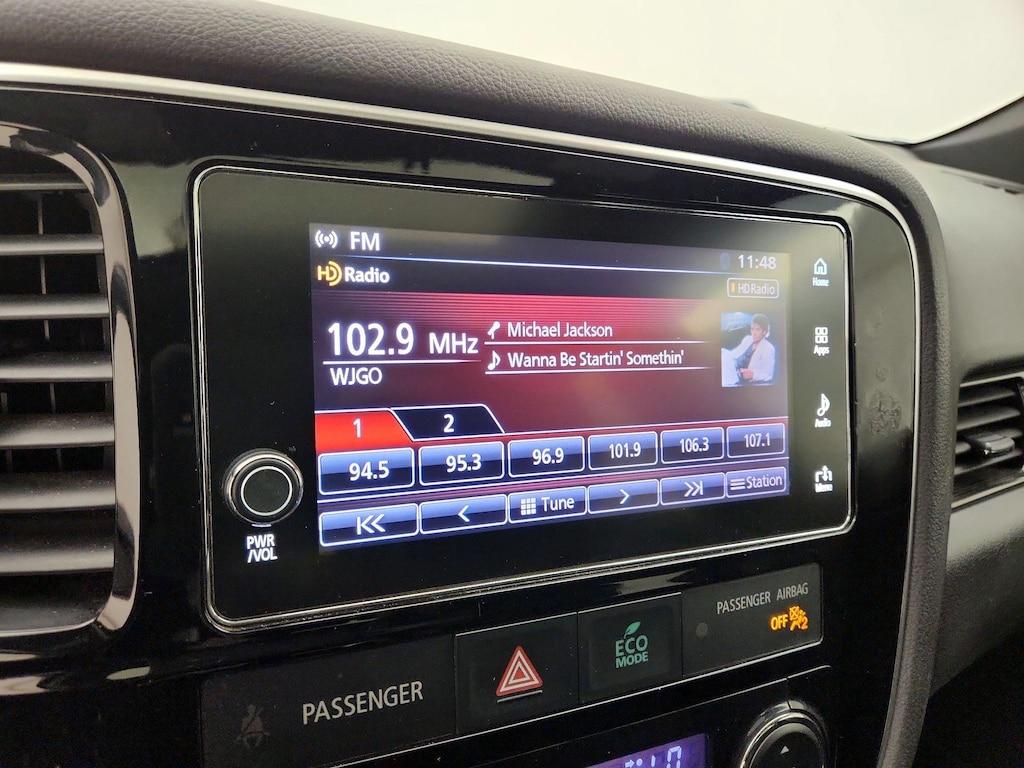 FM
11:48
HD Radio
HD Radio
102.9 MHz
WJGO
Michael Jackson
Wanna Be Startin' Somethin'
1 2
94.5 95.3 96.9 101.9 106.3 107.1
Tune
Station
Home
Apps
Audio
Menu
PWR
/VOL
PASSENGER
ECO
MODE
PASSENGER AIRBAG
OFF 2